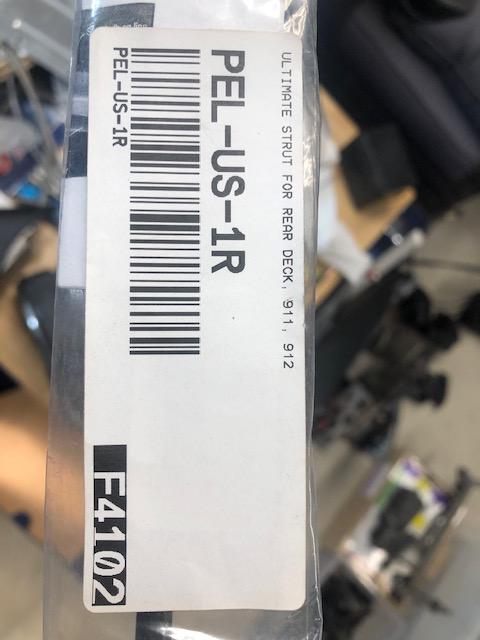 ULTIMATE STRUT FOR REAR DECK, 911, 912
PEL-US-1R
PEL-US-1R
F4102